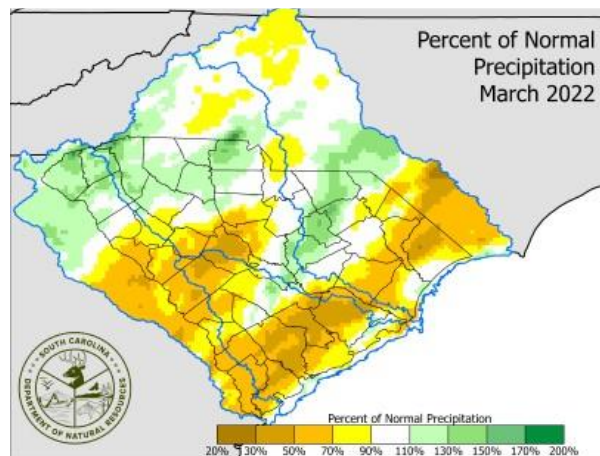 Percent of Normal
Precipitation
March 2022
SOUTH CAROLINA
DEPARTMENT OF NATURAL RESOURCES
Percent of Normal Precipitation
20% 30% 50% 70% 90% 110% 130% 150% 170% 200%